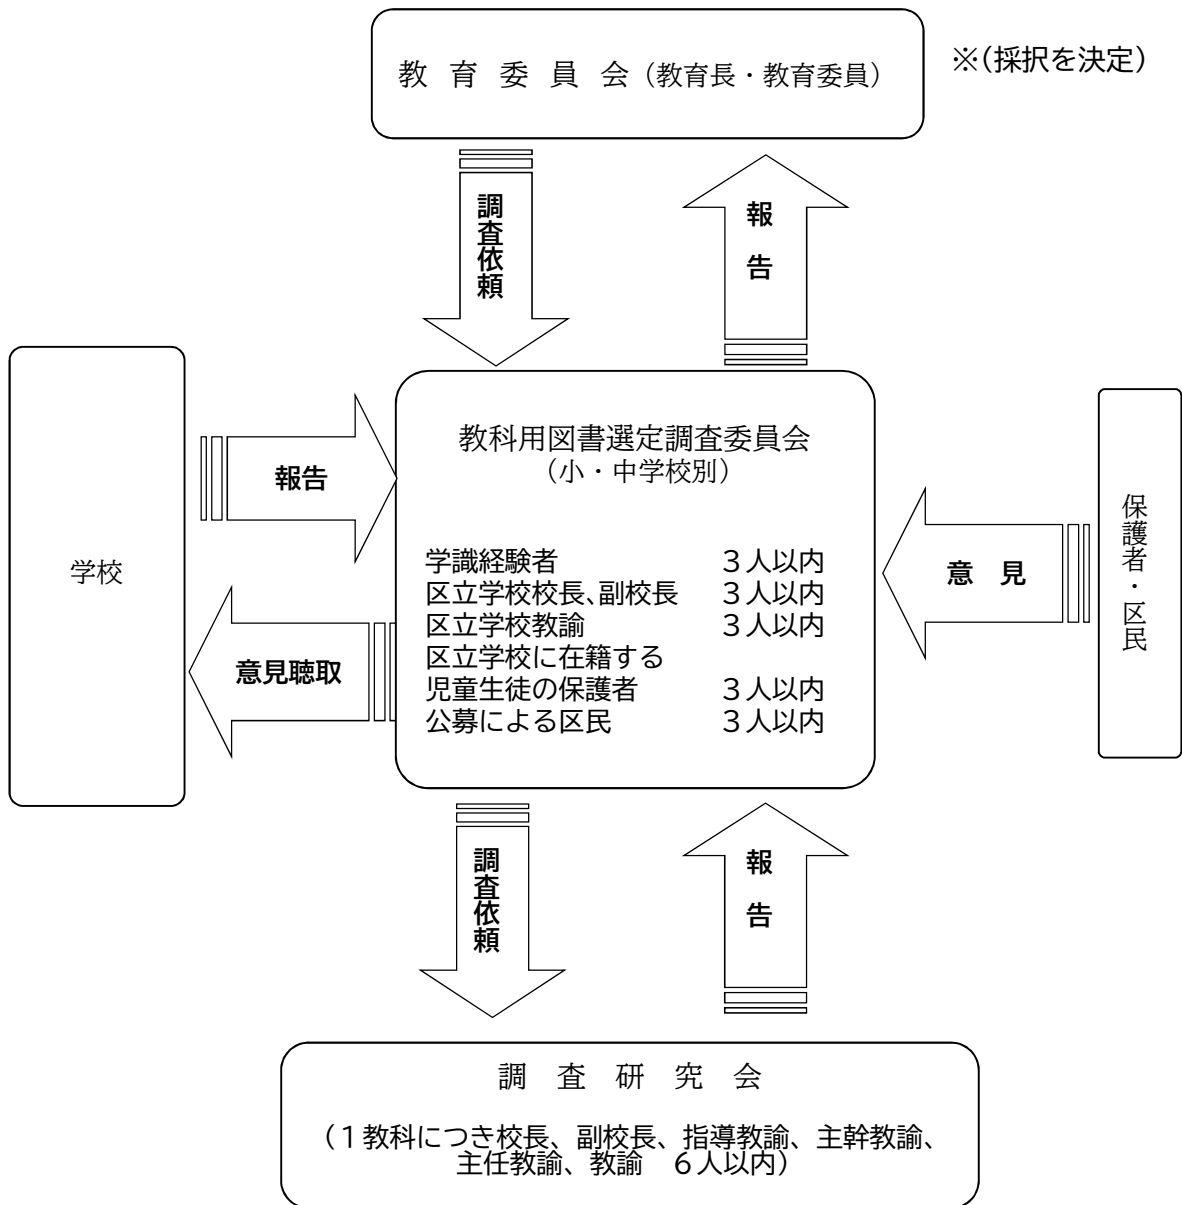 教育委員会（教育長・教育委員）
※（採択を決定）
調査依頼
報告
教科用図書選定調査委員会
（小・中学校別）
学識経験者　３人以内
区立学校校長、副校長　３人以内
区立学校教諭　３人以内
区立学校に在籍する
児童生徒の保護者　３人以内
公募による区民　３人以内
学校
報告
意見聴取
意　見
保護者・区民
調査依頼
報告
調　査　研　究　会
（１教科につき校長、副校長、指導教諭、主幹教諭、
主任教諭、教諭　６人以内）